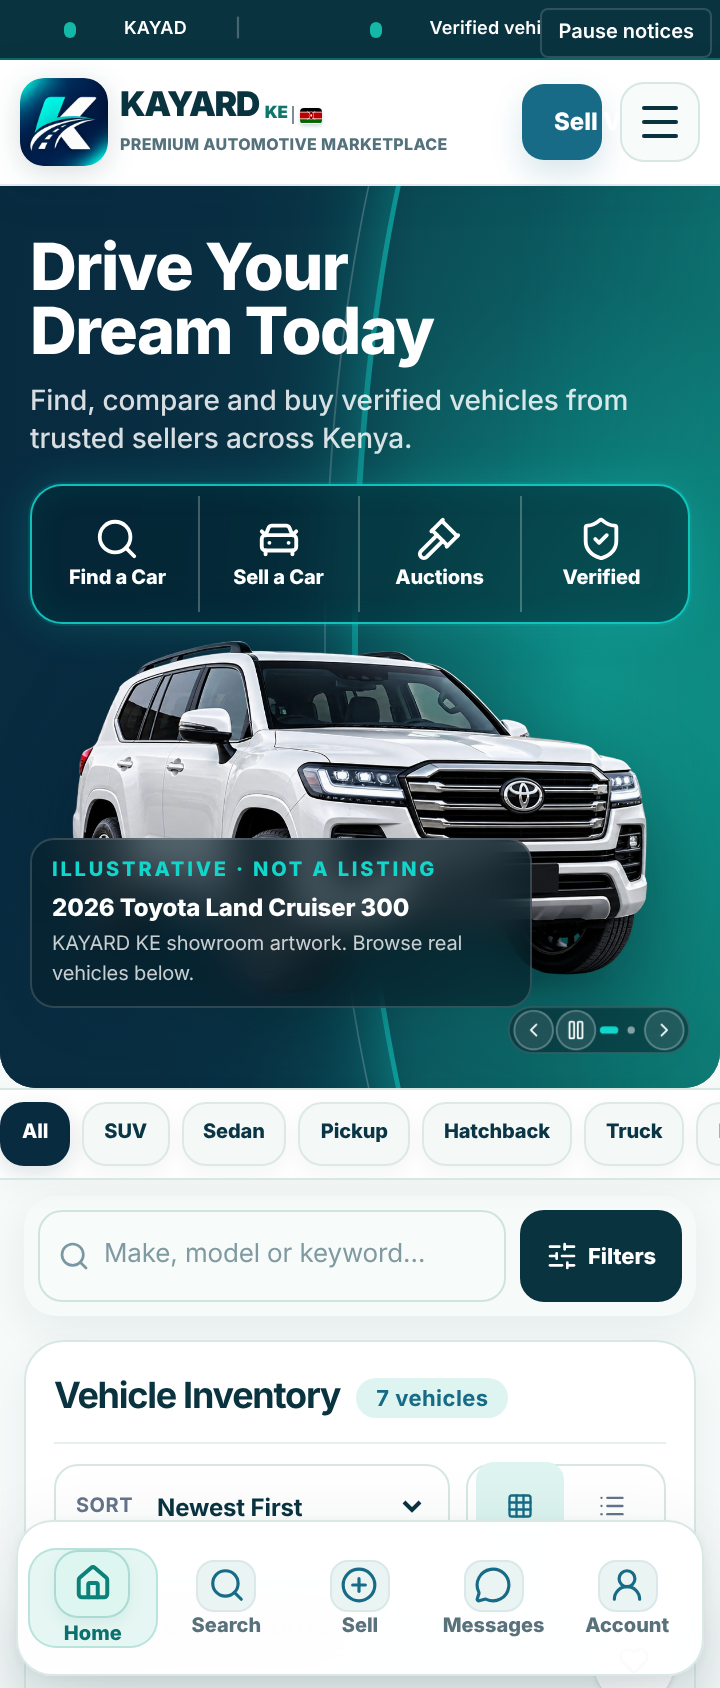 KAYAD | Verified vehi Pause notices
KAYARD KE |
PREMIUM AUTOMOTIVE MARKETPLACE
Sell
Drive Your
Dream Today
Find, compare and buy verified vehicles from
trusted sellers across Kenya.
Find a Car Sell a Car Auctions Verified
ILLUSTRATIVE · NOT A LISTING
2026 Toyota Land Cruiser 300
KAYARD KE showroom artwork. Browse real
vehicles below.
All SUV Sedan Pickup Hatchback Truck
Make, model or keyword...
Filters
Vehicle Inventory 7 vehicles
SORT Newest First
Home Search Sell Messages Account